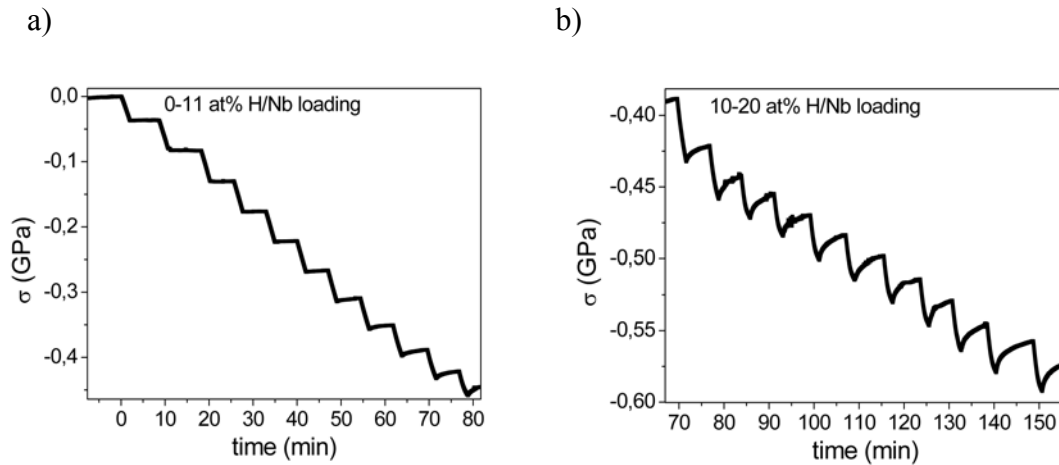 a)
b)
0-11 at% H/Nb loading
0,0
-0,1
-0,2
-0,3
-0,4
σ (GPa)
0 10 20 30 40 50 60 70 80
time (min)
10-20 at% H/Nb loading
-0,40
-0,45
-0,50
-0,55
-0,60
σ (GPa)
70 80 90 100 110 120 130 140 150
time (min)